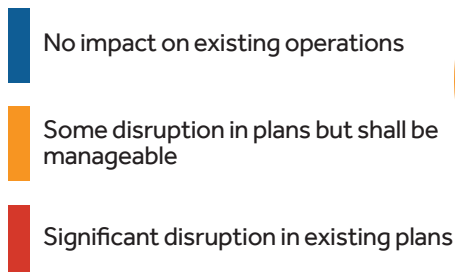 No impact on existing operations
Some disruption in plans but shall be
manageable
Significant disruption in existing plans